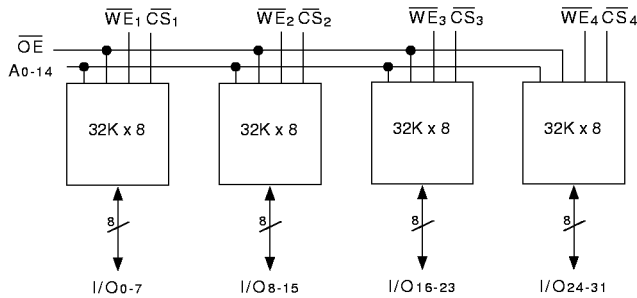 WE1 CS1 WE2 CS2 WE3 CS3 WE4 CS4
OE
A0-14
32K x 8 32K x 8 32K x 8 32K x 8
8 8 8 8
I/O0-7 I/O8-15 I/O16-23 I/O24-31